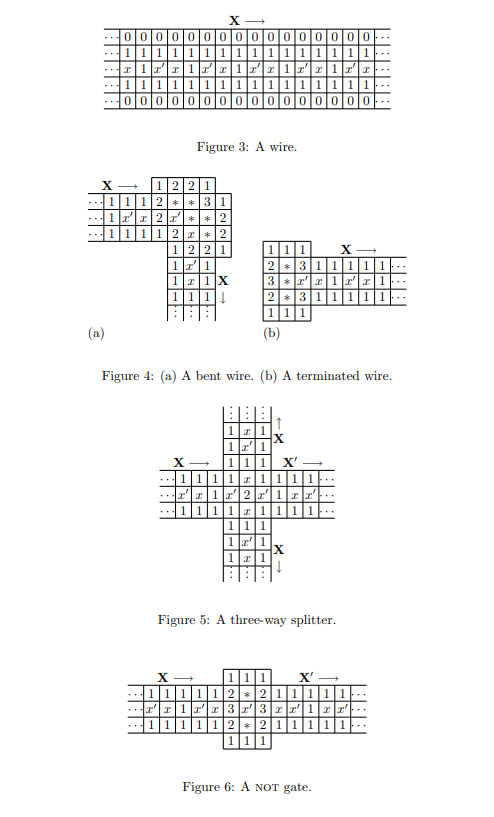 X ⟶
··· 0 0 0 0 0 0 0 0 0 0 0 0 0 0 0 0 ···
··· 1 1 1 1 1 1 1 1 1 1 1 1 1 1 1 1 ···
··· x 1 x′ x 1 x′ x 1 x′ x 1 x′ x 1 x′ x ···
··· 1 1 1 1 1 1 1 1 1 1 1 1 1 1 1 1 ···
··· 0 0 0 0 0 0 0 0 0 0 0 0 0 0 0 0 ···
Figure 3: A wire.
X ⟶ 1 2 2 1
··· 1 1 1 2 * * 3 1
··· 1 x′ x 2 x′ * * 2
··· 1 1 1 1 2 x * 2
1 2 2 1
1 x′ 1
1 x 1 X
1 1 1 ↓
⋮ ⋮ ⋮
(a)
1 1 1 X ⟶
2 * 3 1 1 1 1 1 ···
3 * x′ x 1 x′ x 1 ···
2 * 3 1 1 1 1 1 ···
1 1 1
(b)
Figure 4: (a) A bent wire. (b) A terminated wire.
⋮ ⋮ ⋮
1 x 1 ↑
1 x′ 1 X
X ⟶ 1 1 1 X′ ⟶
··· 1 1 1 1 x 1 1 1 1 ···
··· x′ x 1 x′ 2 x′ 1 x x′ ···
··· 1 1 1 1 x 1 1 1 1 ···
1 1 1
1 x′ 1 X
1 x 1
⋮ ⋮ ⋮ ↓
Figure 5: A three-way splitter.
X ⟶ 1 1 1 X′ ⟶
··· 1 1 1 1 1 2 * 2 1 1 1 1 1 ···
··· x′ x 1 x′ x 3 x′ 3 x x′ 1 x x′ ···
··· 1 1 1 1 1 2 * 2 1 1 1 1 1 ···
1 1 1
Figure 6: A NOT gate.